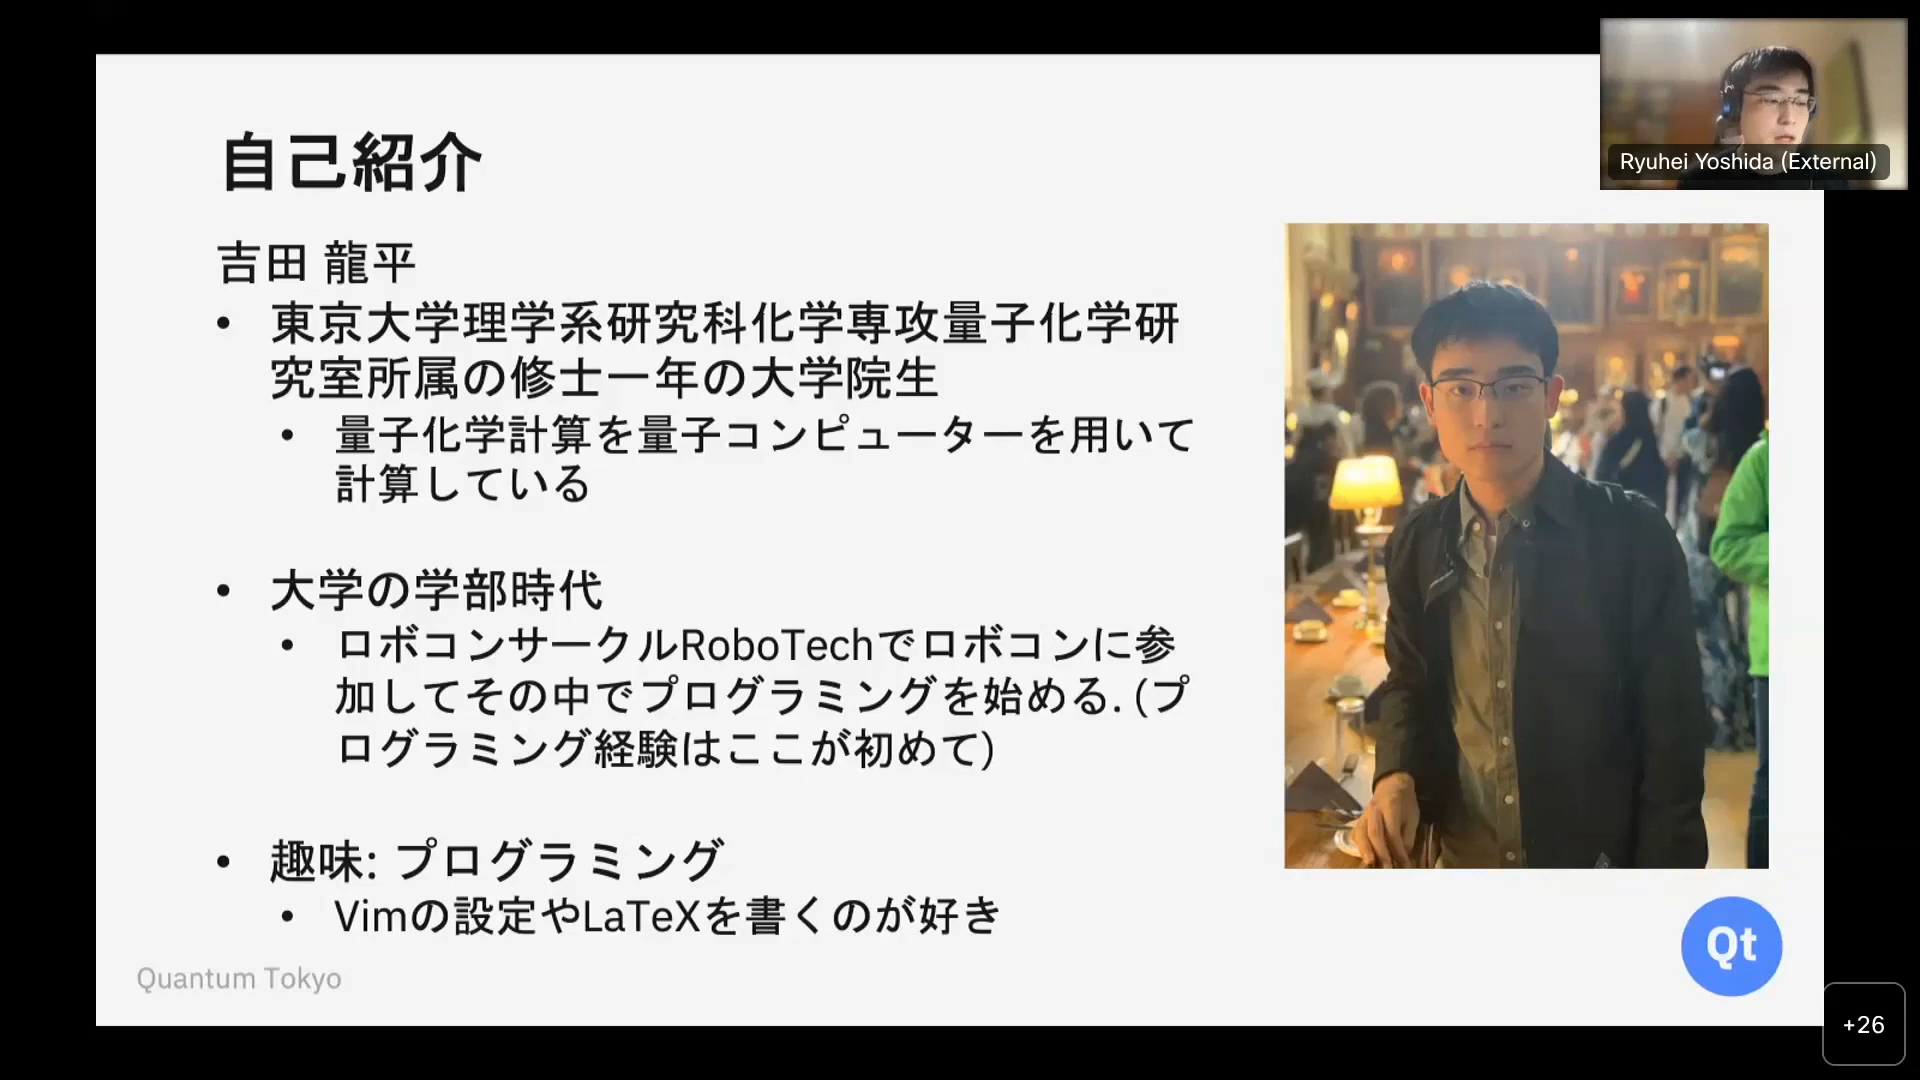 Ryuhei Yoshida (External)
自己紹介
吉田 龍平
• 東京大学理学系研究科化学専攻量子化学研
究室所属の修士一年の大学院生
• 量子化学計算を量子コンピューターを用いて
計算している
• 大学の学部時代
• ロボコンサークルRoboTechでロボコンに参
加してその中でプログラミングを始める. (プ
ログラミング経験はここが初めて)
• 趣味: プログラミング
• Vimの設定やLaTeXを書くのが好き
Quantum Tokyo
Qt
+26